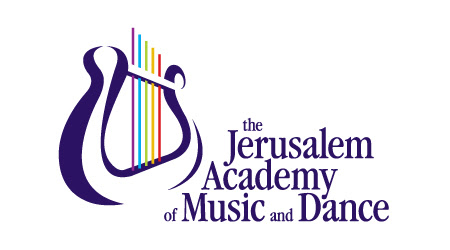 the
Jerusalem
Academy
of Music and Dance